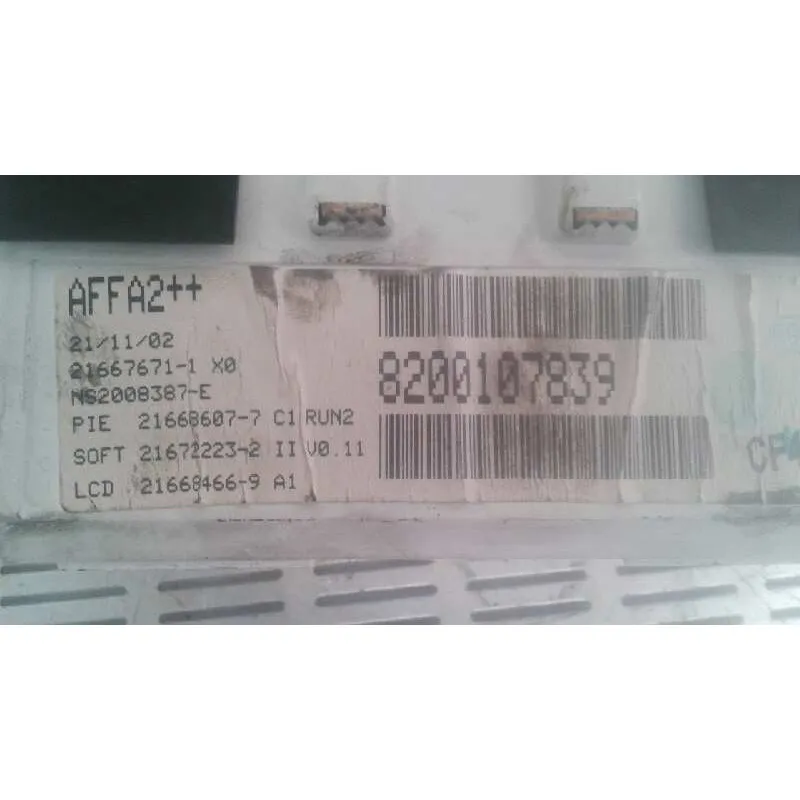 AFFA2++
21/11/02
21667671-1 X0
NS2008387-E
PIE 21668607-7 C1 RUN2
SOFT 21672223-2 II V0.11
LCD 21668466-9 A1
8200107839